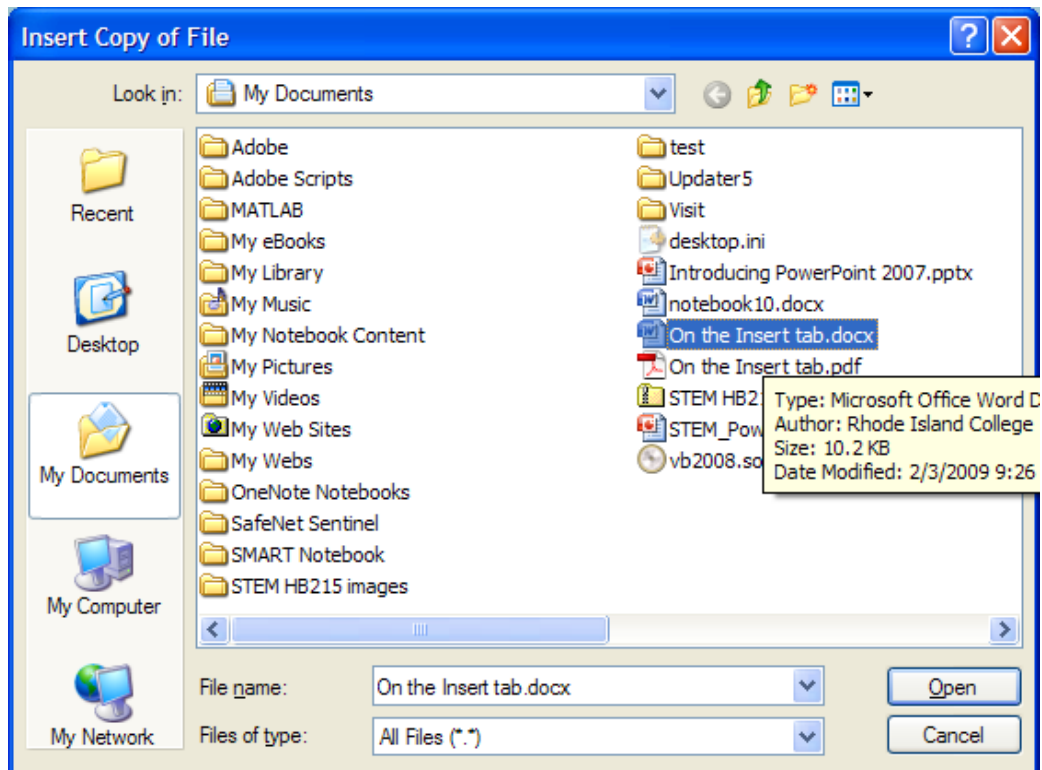 Insert Copy of File
Look in: My Documents
Recent
Desktop
My Documents
My Computer
My Network
Adobe
Adobe Scripts
MATLAB
My eBooks
My Library
My Music
My Notebook Content
My Pictures
My Videos
My Web Sites
My Webs
OneNote Notebooks
SafeNet Sentinel
SMART Notebook
STEM HB215 images
test
Updater5
Visit
desktop.ini
Introducing PowerPoint 2007.pptx
notebook10.docx
On the Insert tab.docx
On the Insert tab.pdf
STEM HB2
STEM_Pow
vb2008.so
Type: Microsoft Office Word D
Author: Rhode Island College
Size: 10.2 KB
Date Modified: 2/3/2009 9:26
File name: On the Insert tab.docx Open
Files of type: All Files (*.*) Cancel